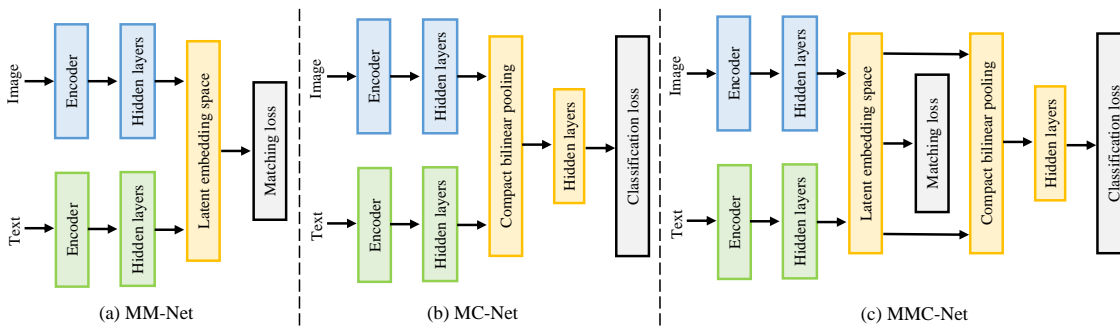 Image
Encoder
Hidden layers
Text
Encoder
Hidden layers
Latent embedding space
Matching loss
(a) MM-Net
Image
Encoder
Hidden layers
Text
Encoder
Hidden layers
Compact bilinear pooling
Hidden layers
Classification loss
(b) MC-Net
Image
Encoder
Hidden layers
Text
Encoder
Hidden layers
Latent embedding space
Matching loss
Compact bilinear pooling
Hidden layers
Classification loss
(c) MMC-Net